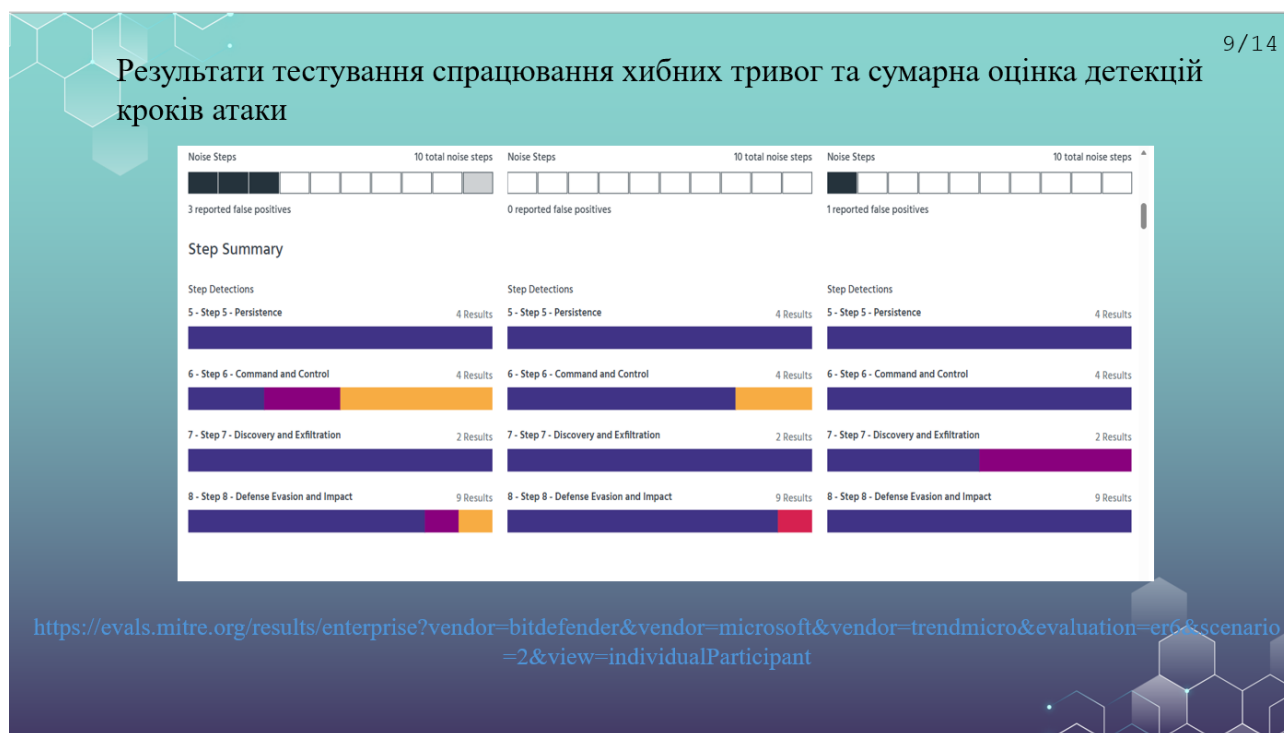 9/14
Результати тестування спрацювання хибних тривог та сумарна оцінка детекцій
кроків атаки
Noise Steps 10 total noise steps Noise Steps 10 total noise steps Noise Steps 10 total noise steps
3 reported false positives 0 reported false positives 1 reported false positives
Step Summary
Step Detections Step Detections Step Detections
5 - Step 5 - Persistence 4 Results 5 - Step 5 - Persistence 4 Results 5 - Step 5 - Persistence 4 Results
6 - Step 6 - Command and Control 4 Results 6 - Step 6 - Command and Control 4 Results 6 - Step 6 - Command and Control 4 Results
7 - Step 7 - Discovery and Exfiltration 2 Results 7 - Step 7 - Discovery and Exfiltration 2 Results 7 - Step 7 - Discovery and Exfiltration 2 Results
8 - Step 8 - Defense Evasion and Impact 9 Results 8 - Step 8 - Defense Evasion and Impact 9 Results 8 - Step 8 - Defense Evasion and Impact 9 Results
https://evals.mitre.org/results/enterprise?vendor=bitdefender&vendor=microsoft&vendor=trendmicro&evaluation=er6&scenario
=2&view=individualParticipant